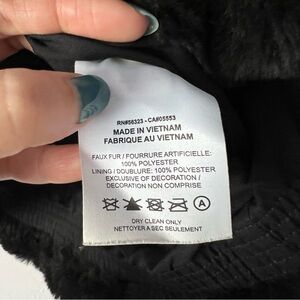 RN#56323 - CA#05553
MADE IN VIETNAM
FABRIQUE AU VIETNAM
FAUX FUR / FOURRURE ARTIFICIELLE:
100% POLYESTER
LINING / DOUBLURE: 100% POLYESTER
EXCLUSIVE OF DECORATION /
DECORATION NON COMPRISE
A
DRY CLEAN ONLY
NETTOYER A SEC SEULEMENT